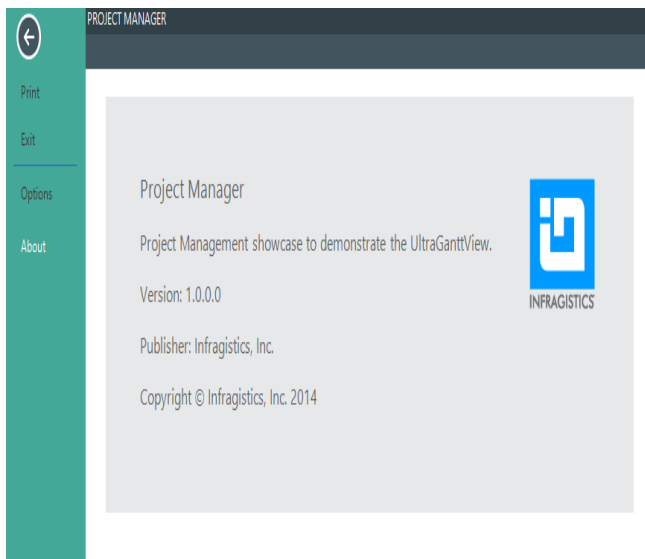 PROJECT MANAGER
Print
Exit
Options
About
Project Manager
Project Management showcase to demonstrate the UltraGanttView.
Version: 1.0.0.0
Publisher: Infragistics, Inc.
Copyright © Infragistics, Inc. 2014
INFRAGISTICS